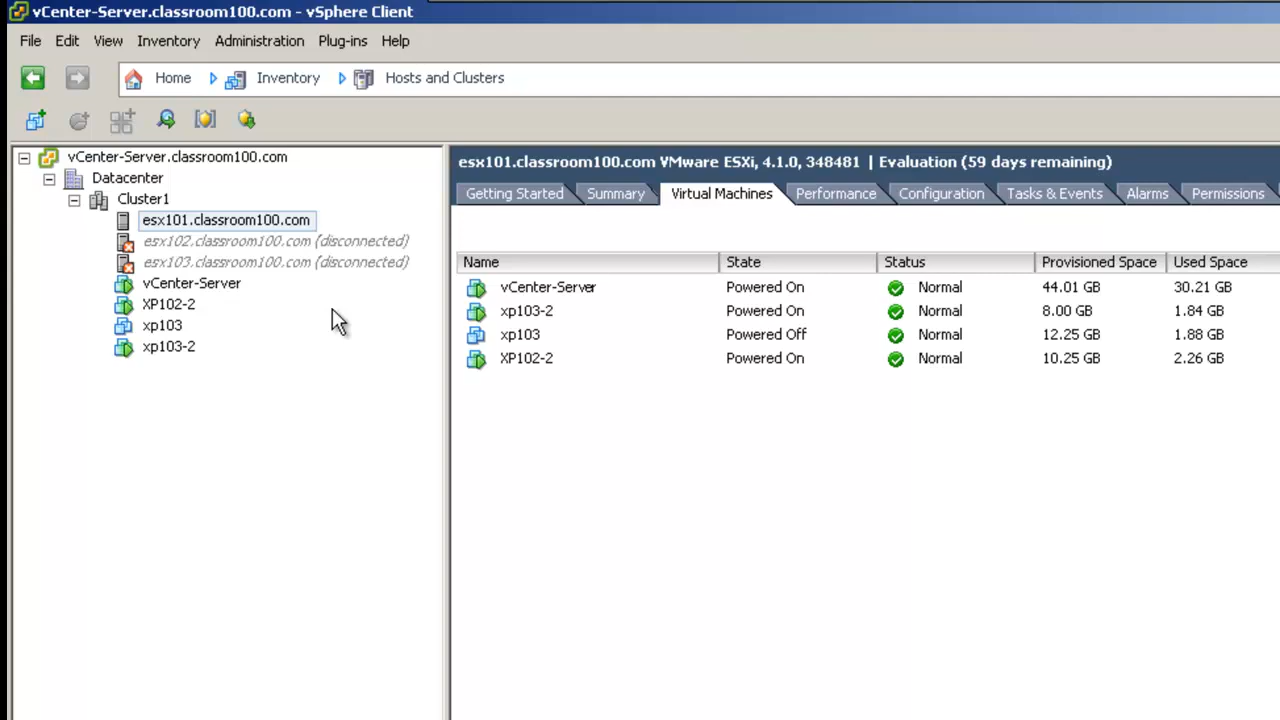 vCenter-Server.classroom100.com - vSphere Client
File Edit View Inventory Administration Plug-ins Help
Home Inventory Hosts and Clusters
vCenter-Server.classroom100.com
Datacenter
Cluster1
esx101.classroom100.com
esx102.classroom100.com (disconnected)
esx103.classroom100.com (disconnected)
vCenter-Server
XP102-2
xp103
xp103-2
esx101.classroom100.com VMware ESXi, 4.1.0, 348481 | Evaluation (59 days remaining)
Getting Started Summary Virtual Machines Performance Configuration Tasks & Events Alarms Permissions
Name State Status Provisioned Space Used Space
vCenter-Server Powered On Normal 44.01 GB 30.21 GB
xp103-2 Powered On Normal 8.00 GB 1.84 GB
xp103 Powered Off Normal 12.25 GB 1.88 GB
XP102-2 Powered On Normal 10.25 GB 2.26 GB